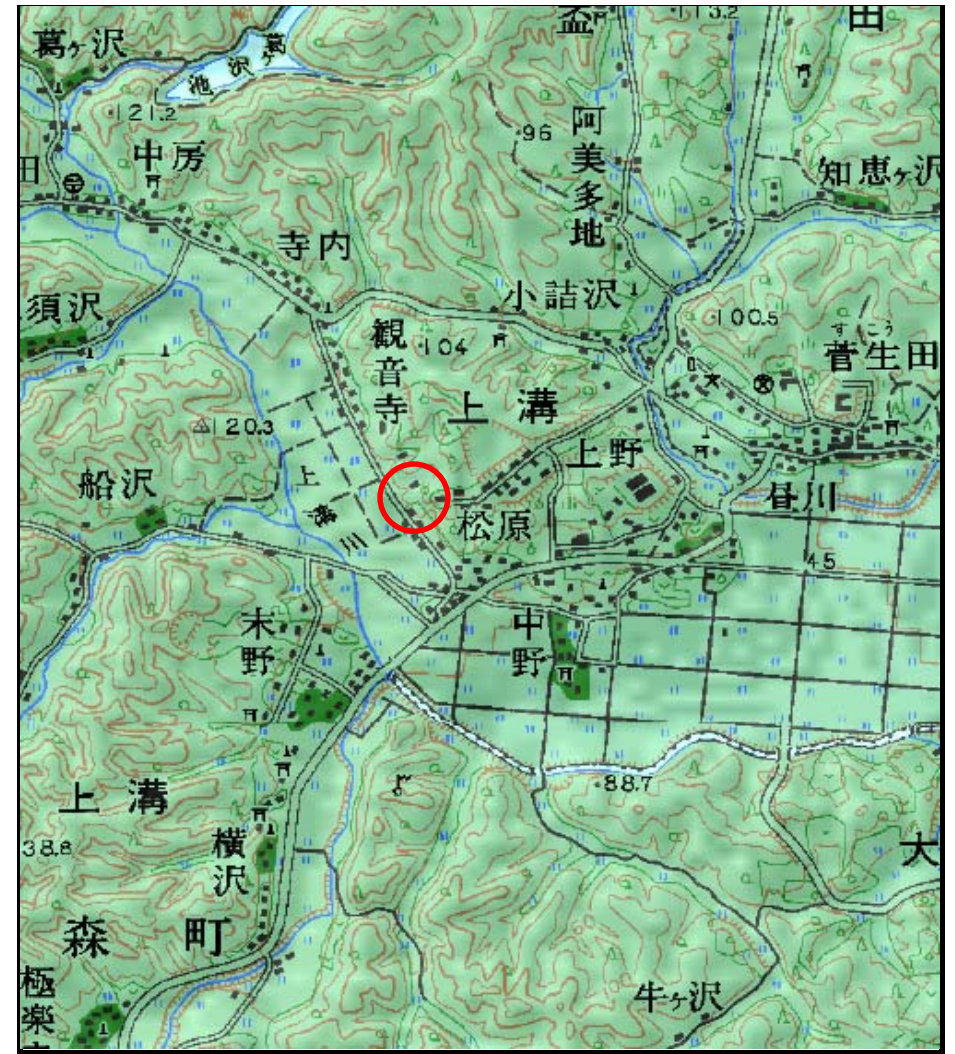 葛ヶ沢
葛ヶ沢池
113.2
田
121.2
中房
田
96
阿美多地
知恵ヶ沢
寺内
須沢
小詰沢
100.5
すこう
菅生田
観音寺
104
上溝
120.3
上野
船沢
上溝川
松原
昼川
45
末野
中野
88.7
上溝
38.8
横沢
大
森町
極楽
牛ヶ沢